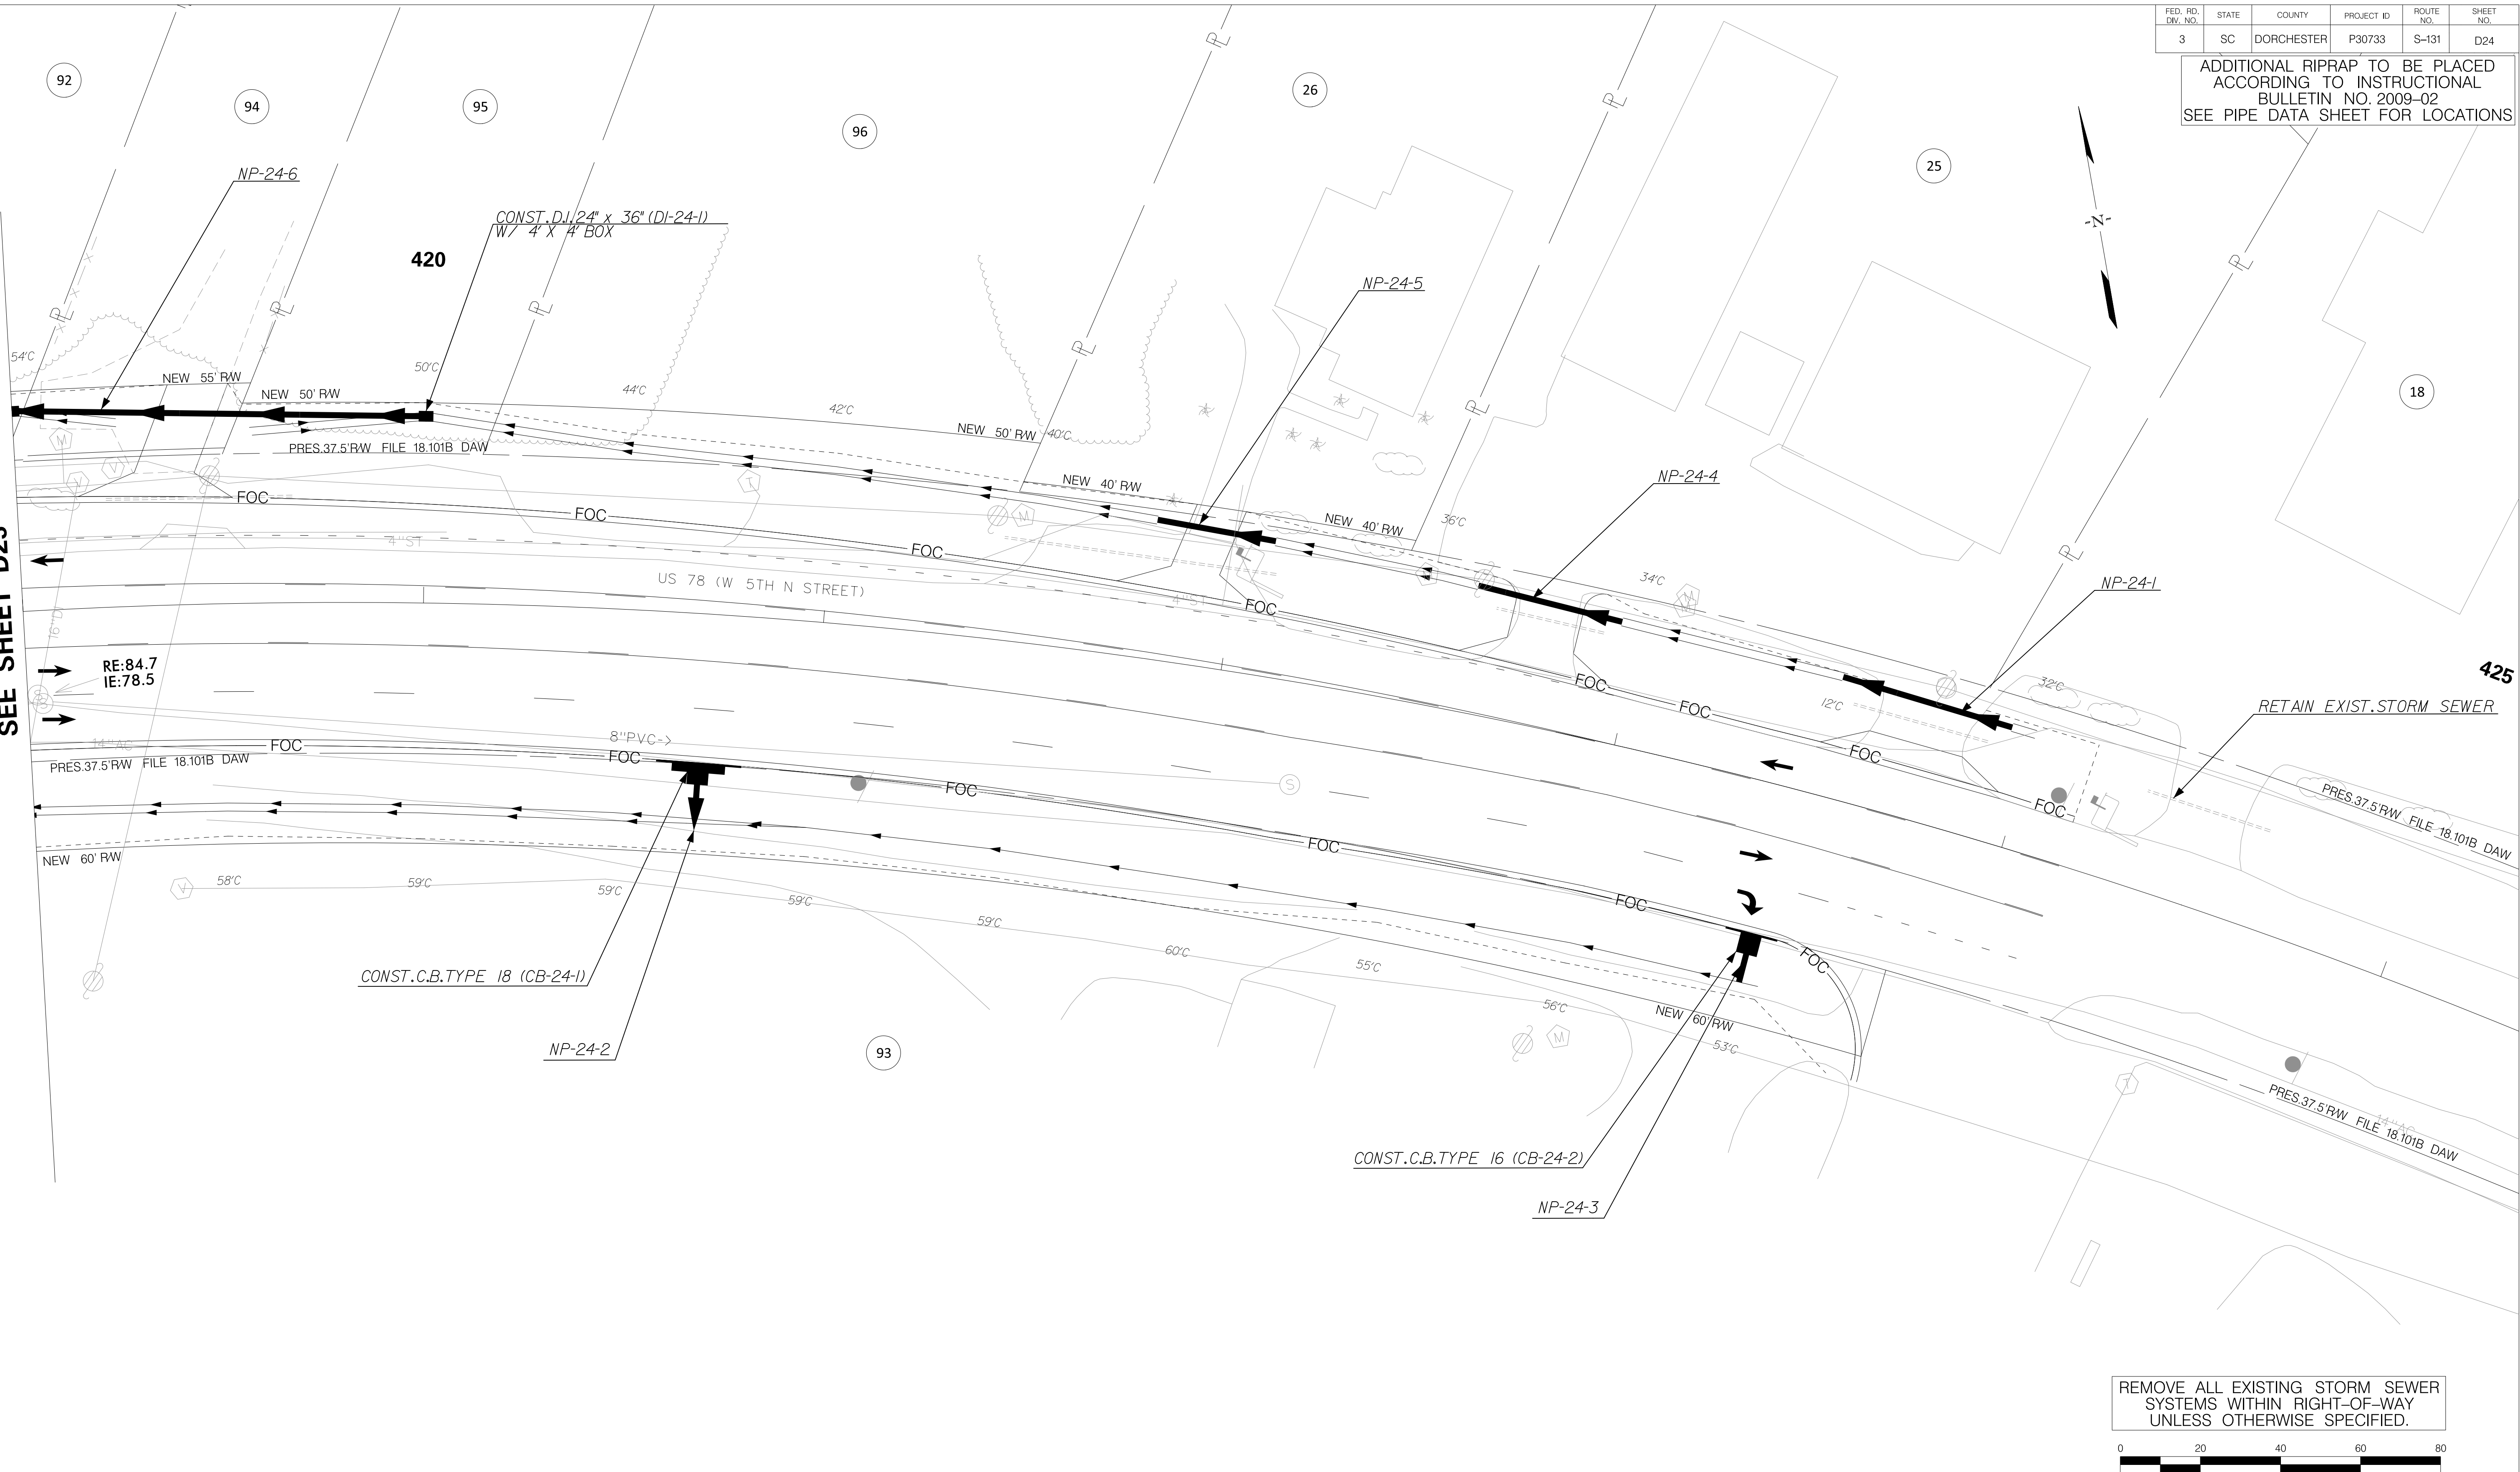 FED. RD. DIV. NO. STATE COUNTY PROJECT ID ROUTE NO. SHEET NO.
3 SC DORCHESTER P30733 S-131 D24
ADDITIONAL RIPRAP TO BE PLACED
ACCORDING TO INSTRUCTIONAL
BULLETIN NO. 2009-02
SEE PIPE DATA SHEET FOR LOCATIONS
92
94
95
96
26
25
18
-N-
NP-24-6
CONST. D.I. 24" x 36" (DI-24-1)
W/ 4' X 4' BOX
420
NP-24-5
NP-24-4
NP-24-1
425
RETAIN EXIST. STORM SEWER
54'C
50'C
44'C
42'C
40'C
36'C
34'C
32'C
12'C
NEW 55' R/W
NEW 50' R/W
NEW 50' R/W
NEW 40' R/W
NEW 40' R/W
PRES. 37.5' R/W FILE 18.101B DAW
PRES. 37.5' R/W FILE 18.101B DAW
M
V
V
T
M
FOC
FOC
FOC
FOC
FOC
FOC
FOC
FOC
4"ST
4"ST
US 78 (W 5TH N STREET)
SEE SHEET D23
RE:84.7
IE:78.5
S
S
14"AC
8"PVC->
FOC
FOC
FOC
FOC
FOC
FOC
PRES. 37.5' R/W FILE 18.101B DAW
NEW 60' R/W
V
58'C
59'C
59'C
59'C
59'C
60'C
55'C
56'C
53'C
NEW 60' R/W
CONST. C.B. TYPE 18 (CB-24-1)
NP-24-2
93
M
T
CONST. C.B. TYPE 16 (CB-24-2)
NP-24-3
14"AC
PRES. 37.5' R/W FILE 18.101B DAW
REMOVE ALL EXISTING STORM SEWER
SYSTEMS WITHIN RIGHT-OF-WAY
UNLESS OTHERWISE SPECIFIED.
0 20 40 60 80